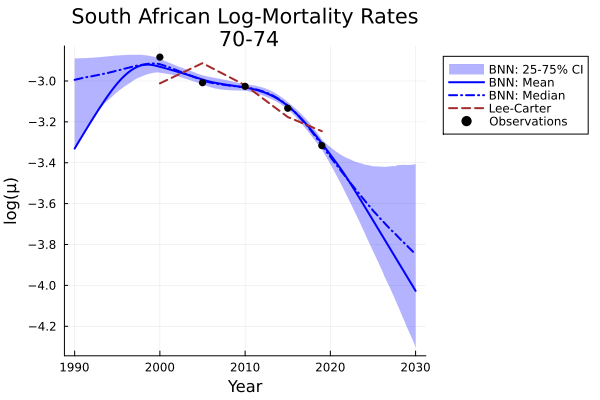 South African Log-Mortality Rates
70-74
BNN: 25-75% CI
BNN: Mean
BNN: Median
Lee-Carter
Observations
log(μ)
−3.0
−3.2
−3.4
−3.6
−3.8
−4.0
−4.2
1990
2000
2010
2020
2030
Year